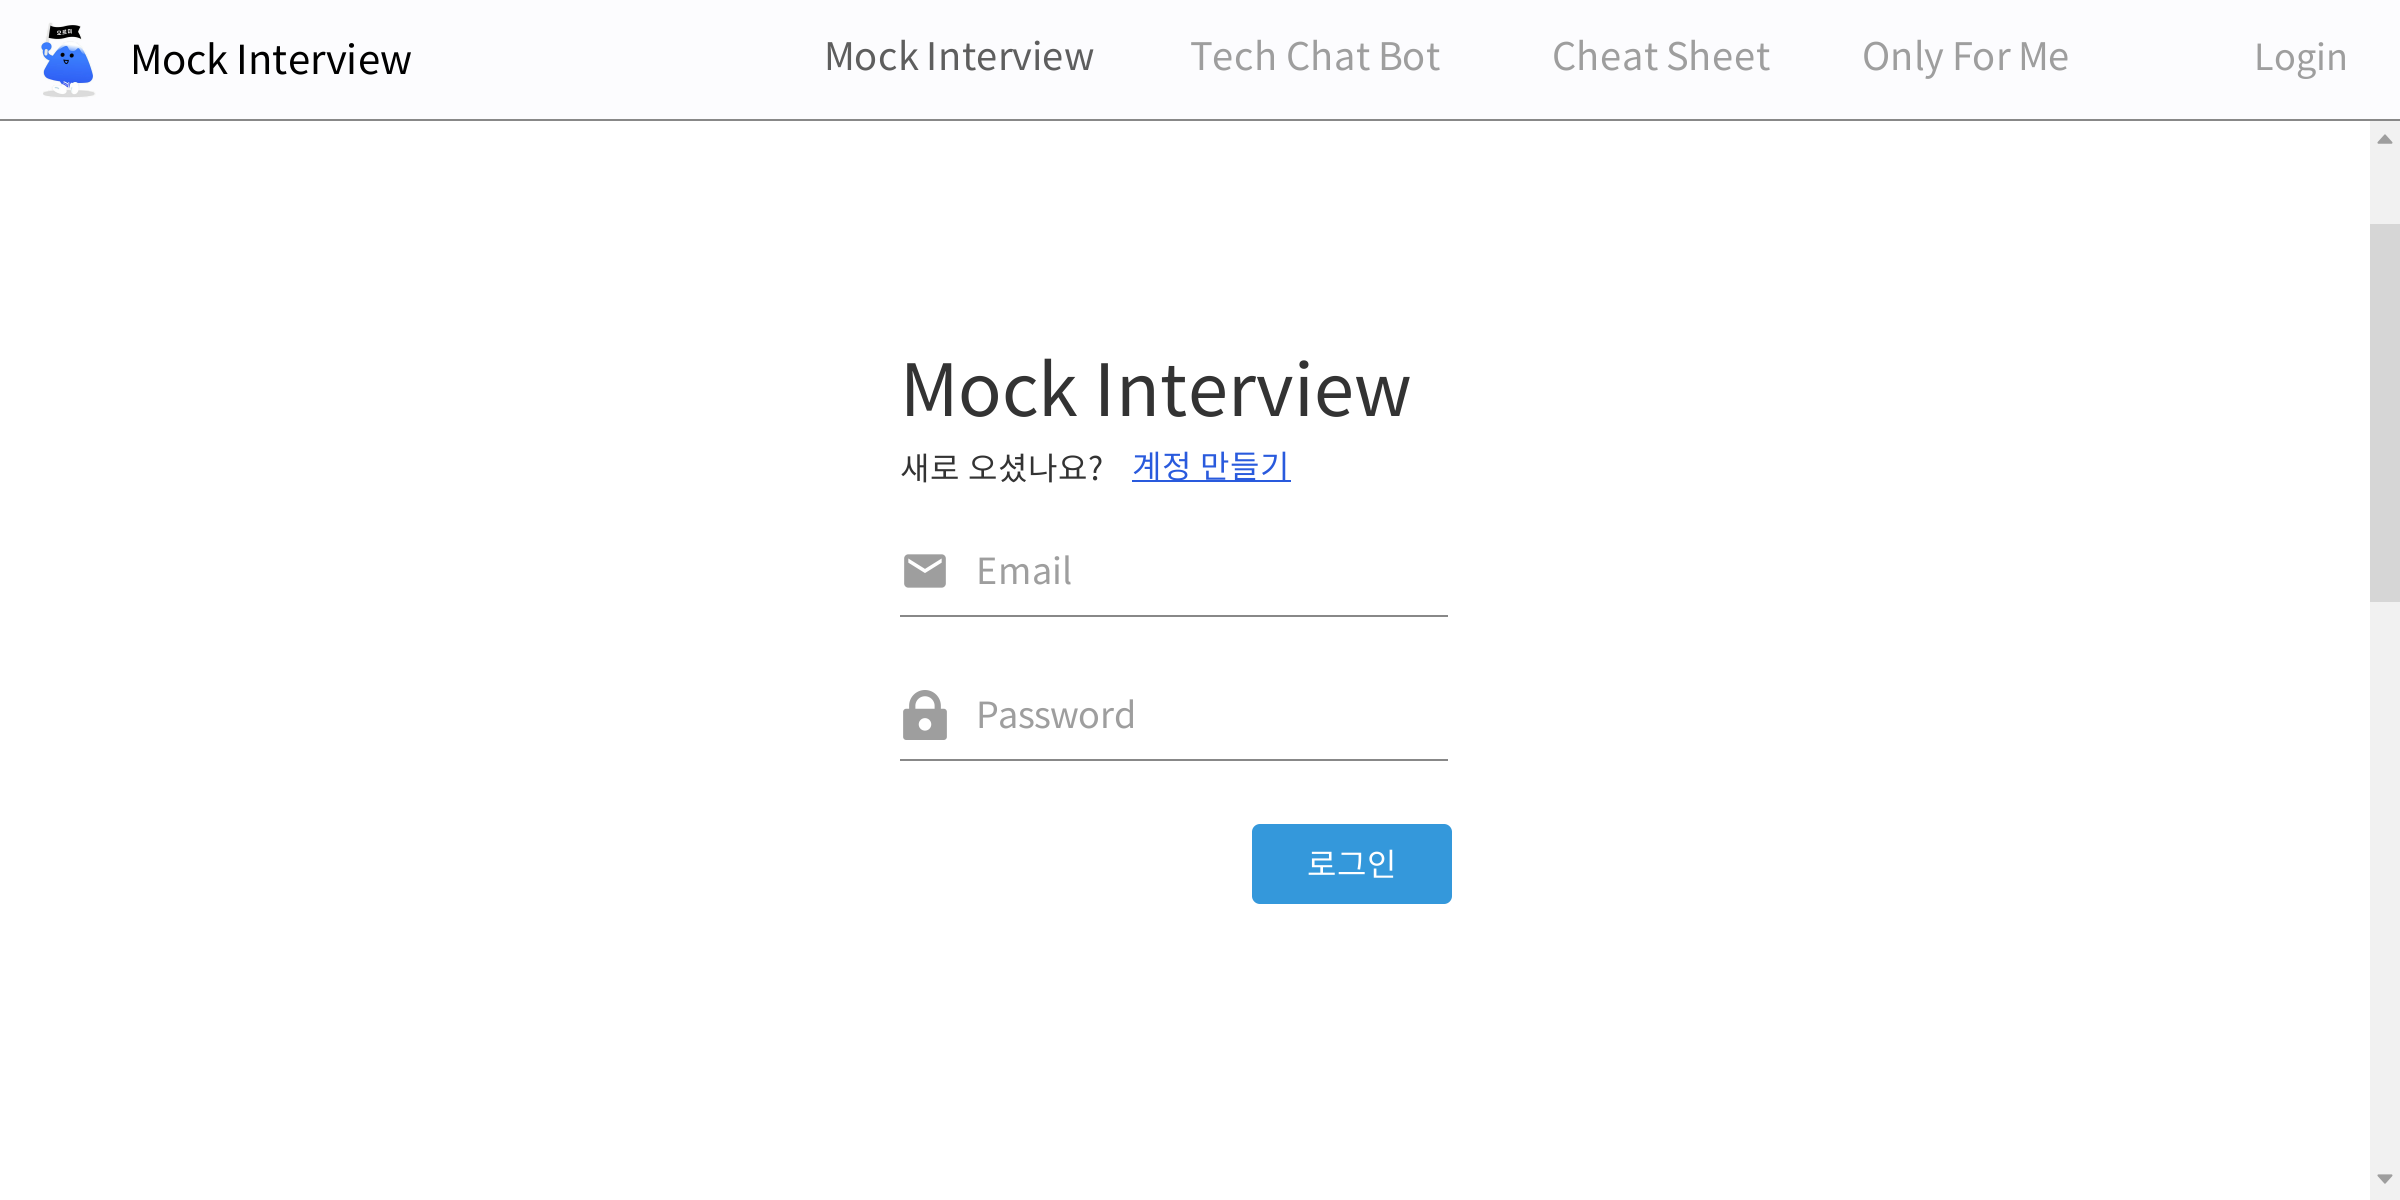 Mock Interview
Mock Interview Tech Chat Bot Cheat Sheet Only For Me Login
Mock Interview
새로 오셨나요? 계정 만들기
Email
Password
로그인